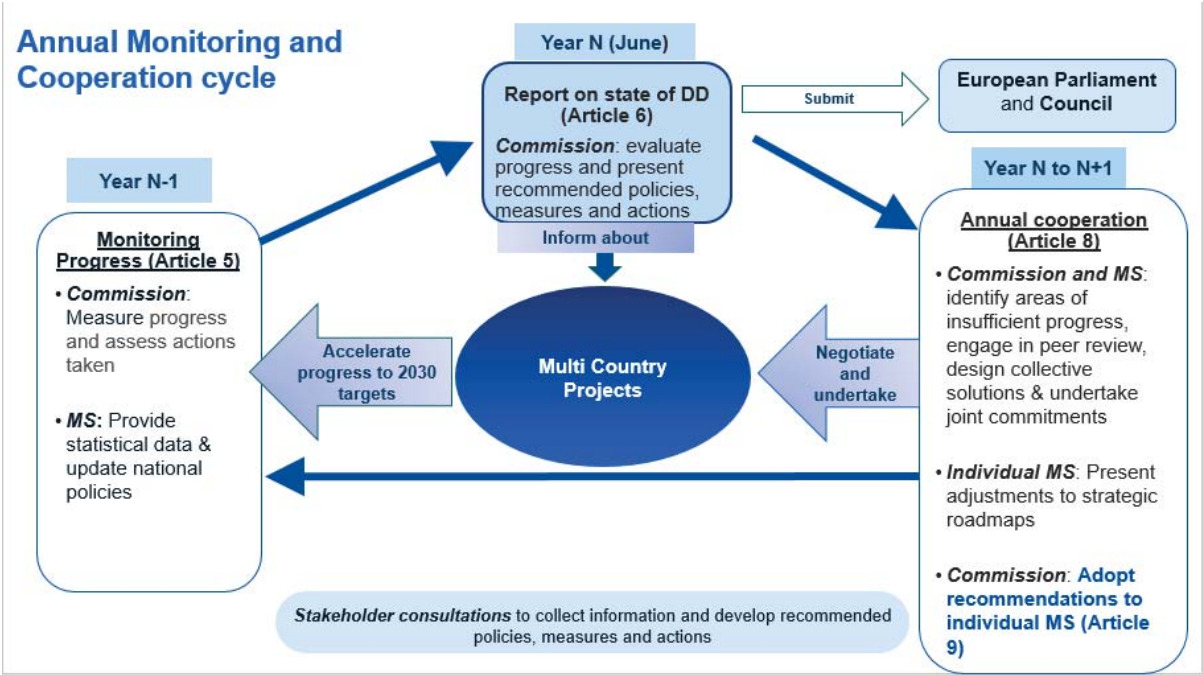 Annual Monitoring and
Cooperation cycle
Year N (June)
Report on state of DD
(Article 6)
Commission: evaluate
progress and present
recommended policies,
measures and actions
Inform about
Submit
European Parliament
and Council
Year N-1
Monitoring
Progress (Article 5)
• Commission:
Measure progress
and assess actions
taken
• MS: Provide
statistical data &
update national
policies
Accelerate
progress to 2030
targets
Multi Country
Projects
Negotiate
and
undertake
Year N to N+1
Annual cooperation
(Article 8)
• Commission and MS:
identify areas of
insufficient progress,
engage in peer review,
design collective
solutions & undertake
joint commitments
• Individual MS: Present
adjustments to strategic
roadmaps
• Commission: Adopt
recommendations to
individual MS (Article
9)
Stakeholder consultations to collect information and develop recommended
policies, measures and actions